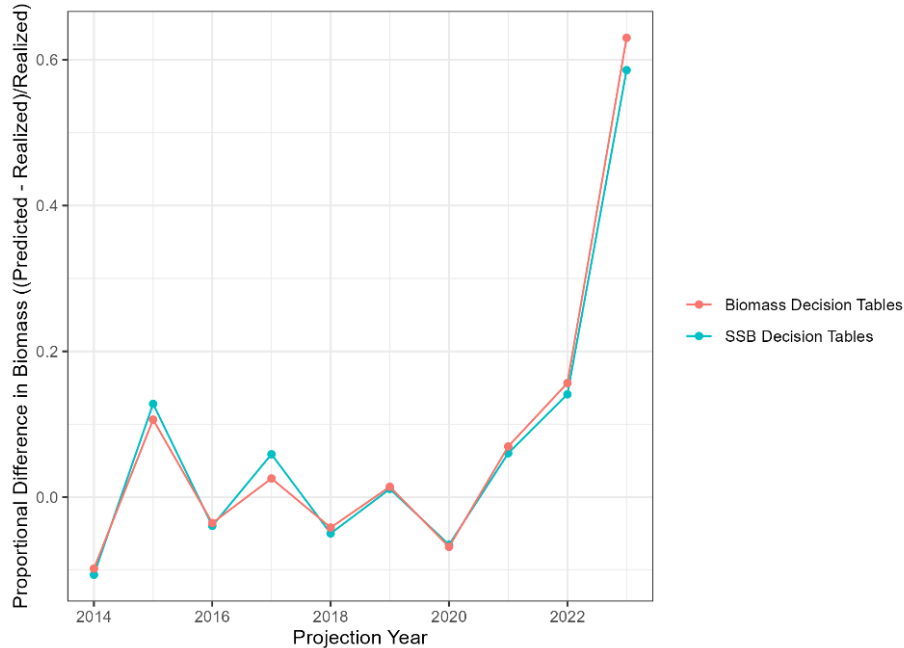 Proportional Difference in Biomass ((Predicted - Realized)/Realized)
0.6
0.4
0.2
0.0
2014
2016
2018
2020
2022
Projection Year
Biomass Decision Tables
SSB Decision Tables